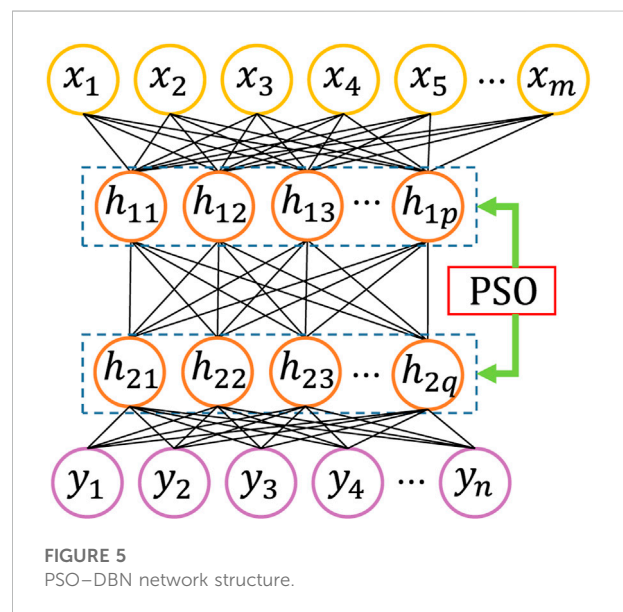 x₁ x₂ x₃ x₄ x₅ ... xₘ
h₁₁ h₁₂ h₁₃ ... h₁ₚ
PSO
h₂₁ h₂₂ h₂₃ ... h₂q
y₁ y₂ y₃ y₄ ... yₙ
FIGURE 5
PSO–DBN network structure.